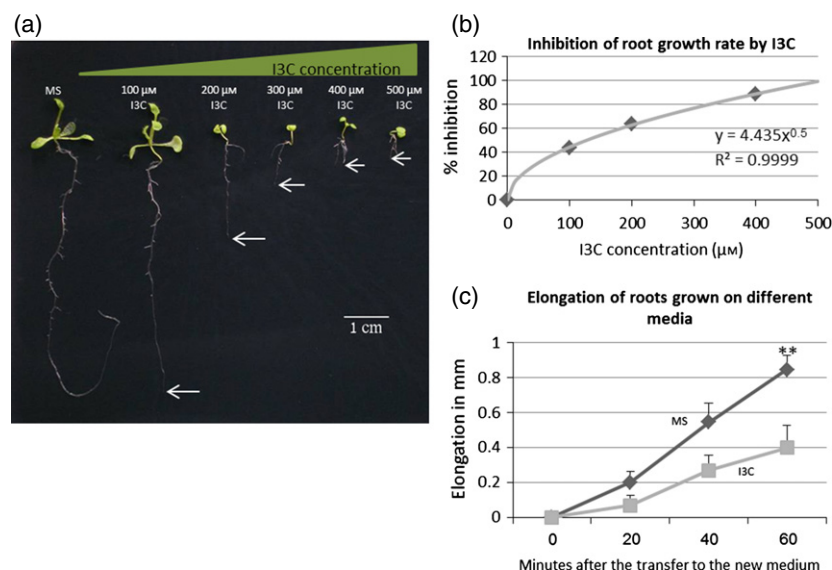 (a)
I3C concentration
MS
100 μM
I3C
200 μM
I3C
300 μM
I3C
400 μM
I3C
500 μM
I3C
1 cm
(b)
Inhibition of root growth rate by I3C
% inhibition
120
100
80
60
40
20
0
y = 4.435x^0.5
R² = 0.9999
0 100 200 300 400 500
I3C concentration (μM)
(c)
Elongation of roots grown on different
media
Elongation in mm
1
0.8
0.6
0.4
0.2
0
**
MS
I3C
0 20 40 60
Minutes after the transfer to the new medium